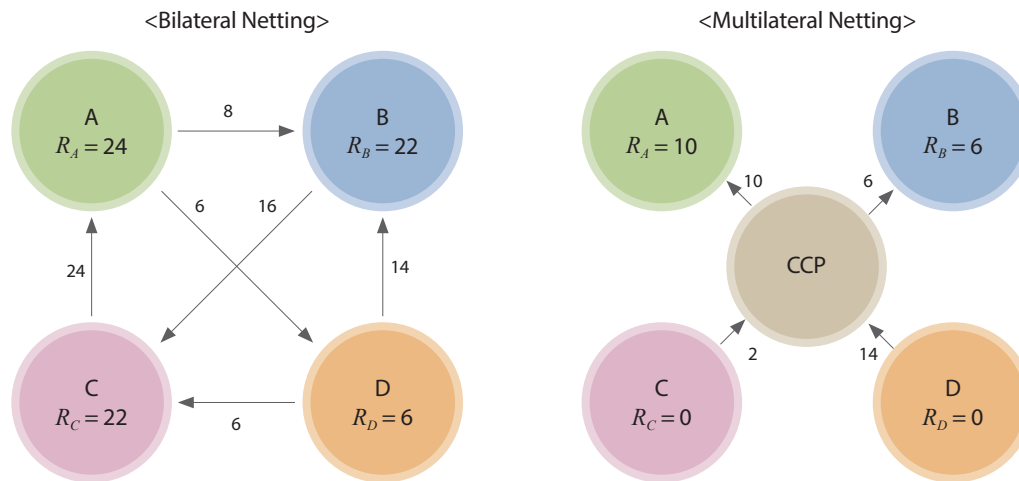 <Bilateral Netting>
A
R_A = 24
8
B
R_B = 22
6
16
24
14
C
R_C = 22
6
D
R_D = 6
<Multilateral Netting>
A
R_A = 10
B
R_B = 6
10
6
CCP
2
14
C
R_C = 0
D
R_D = 0